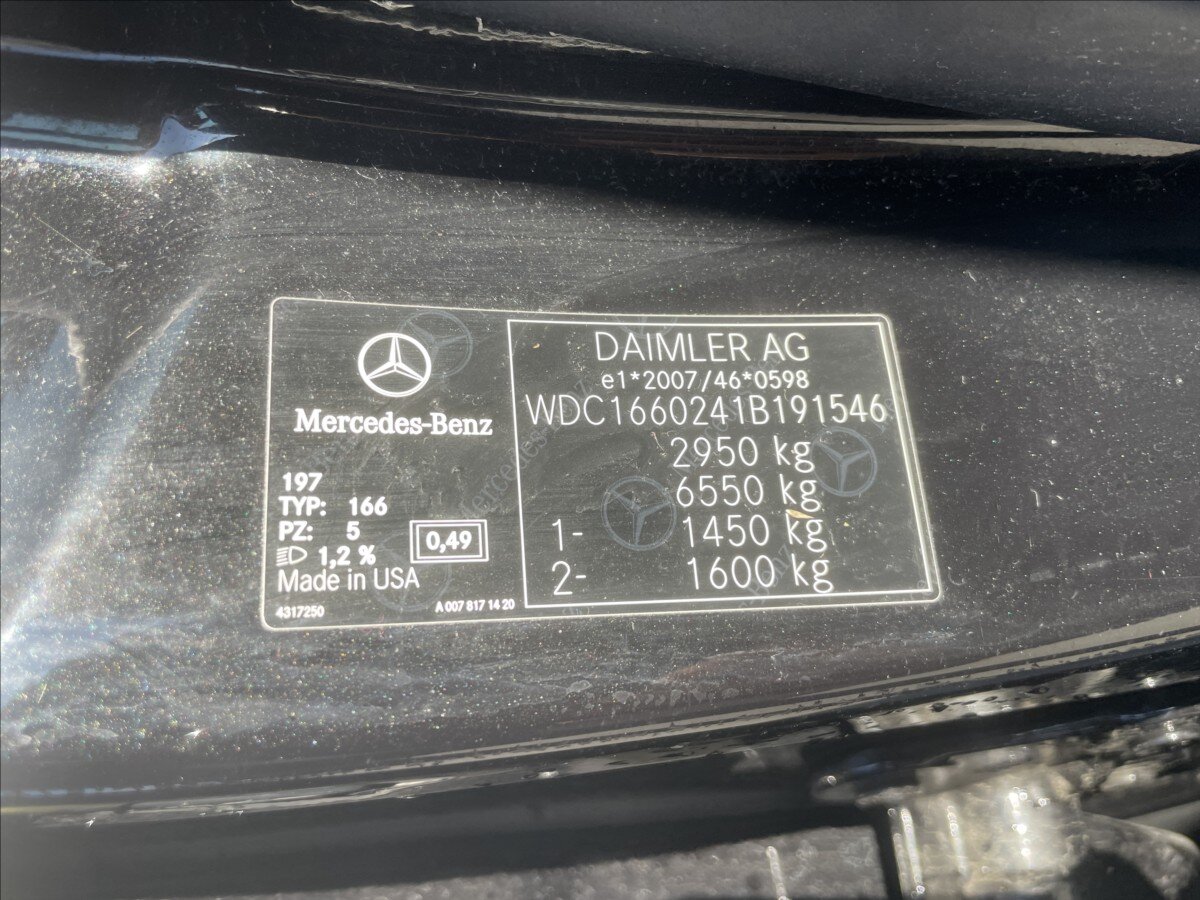 Mercedes-Benz
197
TYP: 166
PZ: 5
1,2 %
0,49
Made in USA
4317250
A 007 817 14 20
DAIMLER AG
e1*2007/46*0598
WDC1660241B191546
2950 kg
6550 kg
1- 1450 kg
2- 1600 kg